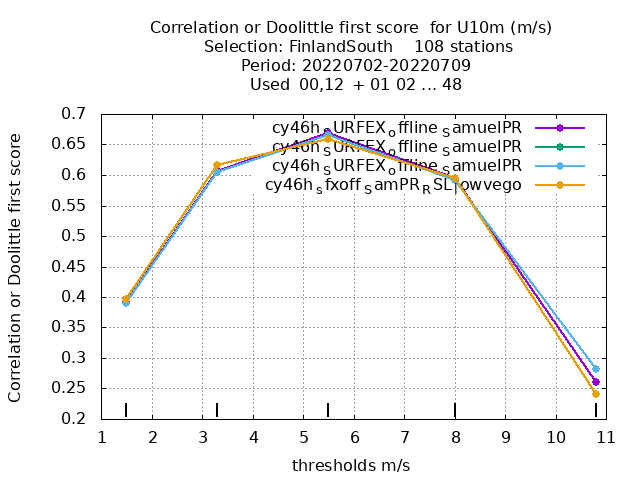 Correlation or Doolittle first score  for U10m (m/s)
Selection: FinlandSouth    108 stations
Period: 20220702-20220709
Used  00,12  + 01 02 ... 48
cy46h_SURFEX_offline_SamuelPR
cy46h_SURFEX_offline_SamuelPR
cy46h_SURFEX_offline_SamuelPR
cy46h_sfxoff_SamPR_RSL_lowvego
Correlation or Doolittle first score
0.7
0.65
0.6
0.55
0.5
0.45
0.4
0.35
0.3
0.25
0.2
1 2 3 4 5 6 7 8 9 10 11
thresholds m/s